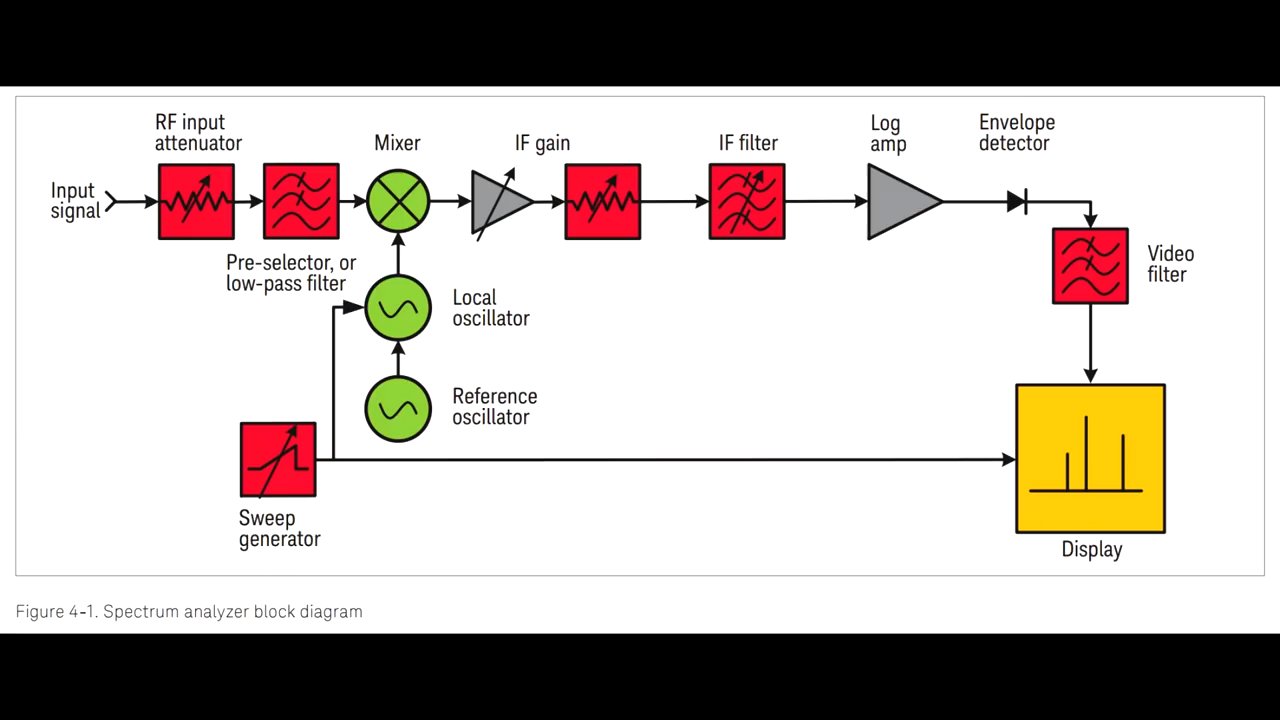 RF input
attenuator
Mixer
IF gain
IF filter
Log
amp
Envelope
detector
Input
signal
Pre-selector, or
low-pass filter
Local
oscillator
Video
filter
Reference
oscillator
Sweep
generator
Display
Figure 4-1. Spectrum analyzer block diagram